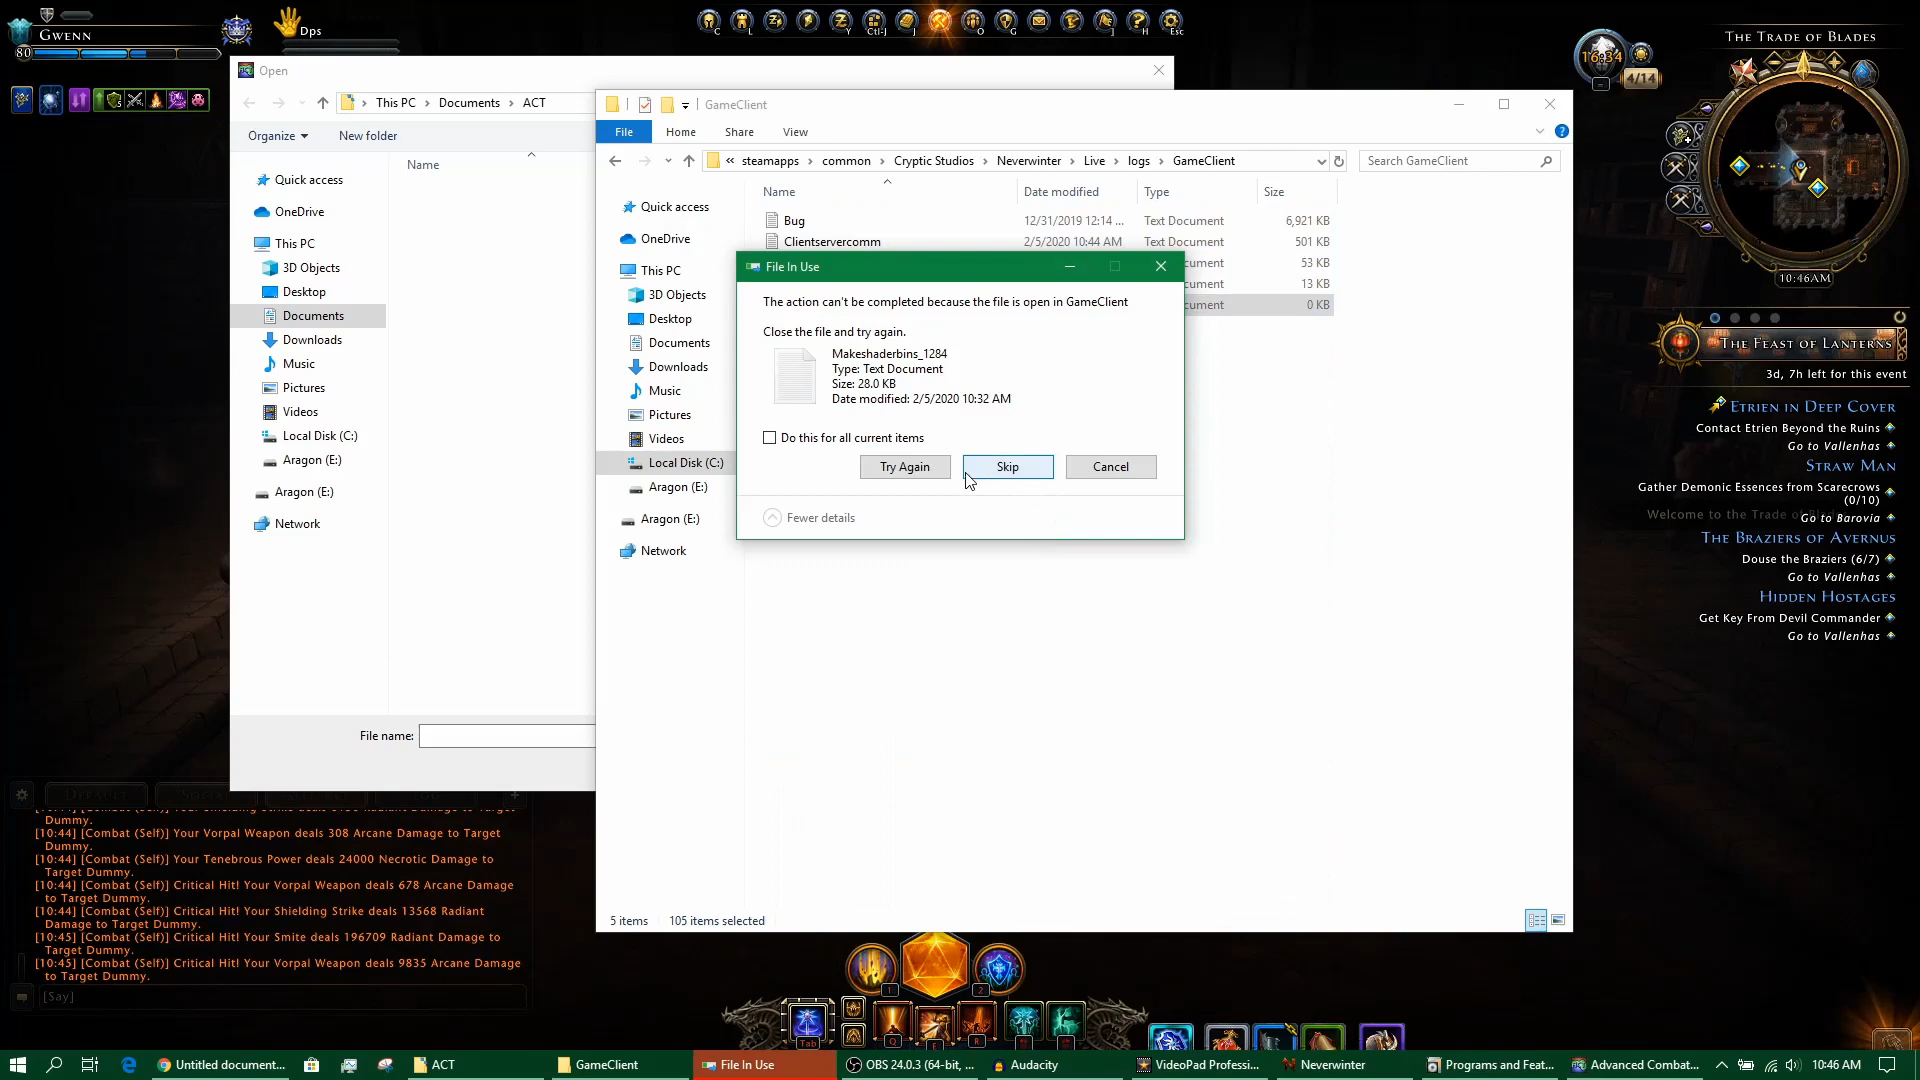 Gwenn
80
Dps
C
L
Y
Ctl-J
J
O
G
]
H
Esc
16:34
4/14
The Trade of Blades
10:46AM
The Feast of Lanterns
3d, 7h left for this event
Etrien in Deep Cover
Contact Etrien Beyond the Ruins
Go to Vallenhas
Straw Man
Gather Demonic Essences from Scarecrows
(0/10)
Welcome to the Trade of
Go to Barovia
The Braziers of Avernus
Douse the Braziers (6/7)
Go to Vallenhas
Hidden Hostages
Get Key From Devil Commander
Go to Vallenhas
Open
This PC
Documents
ACT
Organize
New folder
Name
Quick access
OneDrive
This PC
3D Objects
Desktop
Documents
Downloads
Music
Pictures
Videos
Local Disk (C:)
Aragon (E:)
Aragon (E:)
Network
File name:
GameClient
File
Home
Share
View
« steamapps
common
Cryptic Studios
Neverwinter
Live
logs
GameClient
Search GameClient
Name
Date modified
Type
Size
Bug
12/31/2019 12:14 ...
Text Document
6,921 KB
Clientservercomm
2/5/2020 10:44 AM
Text Document
501 KB
cument
53 KB
cument
13 KB
cument
0 KB
Quick access
OneDrive
This PC
3D Objects
Desktop
Documents
Downloads
Music
Pictures
Videos
Local Disk (C:)
Aragon (E:)
Aragon (E:)
Network
5 items
105 items selected
File In Use
The action can't be completed because the file is open in GameClient
Close the file and try again.
Makeshaderbins_1284
Type: Text Document
Size: 28.0 KB
Date modified: 2/5/2020 10:32 AM
Do this for all current items
Try Again
Skip
Cancel
Fewer details
Dummy.
[10:44] [Combat (Self)] Your Vorpal Weapon deals 308 Arcane Damage to Target
Dummy.
[10:44] [Combat (Self)] Your Tenebrous Power deals 24000 Necrotic Damage to
Target Dummy.
[10:44] [Combat (Self)] Critical Hit! Your Vorpal Weapon deals 678 Arcane Damage
to Target Dummy.
[10:44] [Combat (Self)] Critical Hit! Your Shielding Strike deals 13568 Radiant
Damage to Target Dummy.
[10:45] [Combat (Self)] Critical Hit! Your Smite deals 196709 Radiant Damage to
Target Dummy.
[10:45] [Combat (Self)] Critical Hit! Your Vorpal Weapon deals 9835 Arcane Damage
to Target Dummy.
[Say]
1
2
Tab
Q
E
R
Untitled document...
ACT
GameClient
File In Use
OBS 24.0.3 (64-bit, ...
Audacity
VideoPad Professi...
Neverwinter
Programs and Feat...
Advanced Combat...
10:46 AM